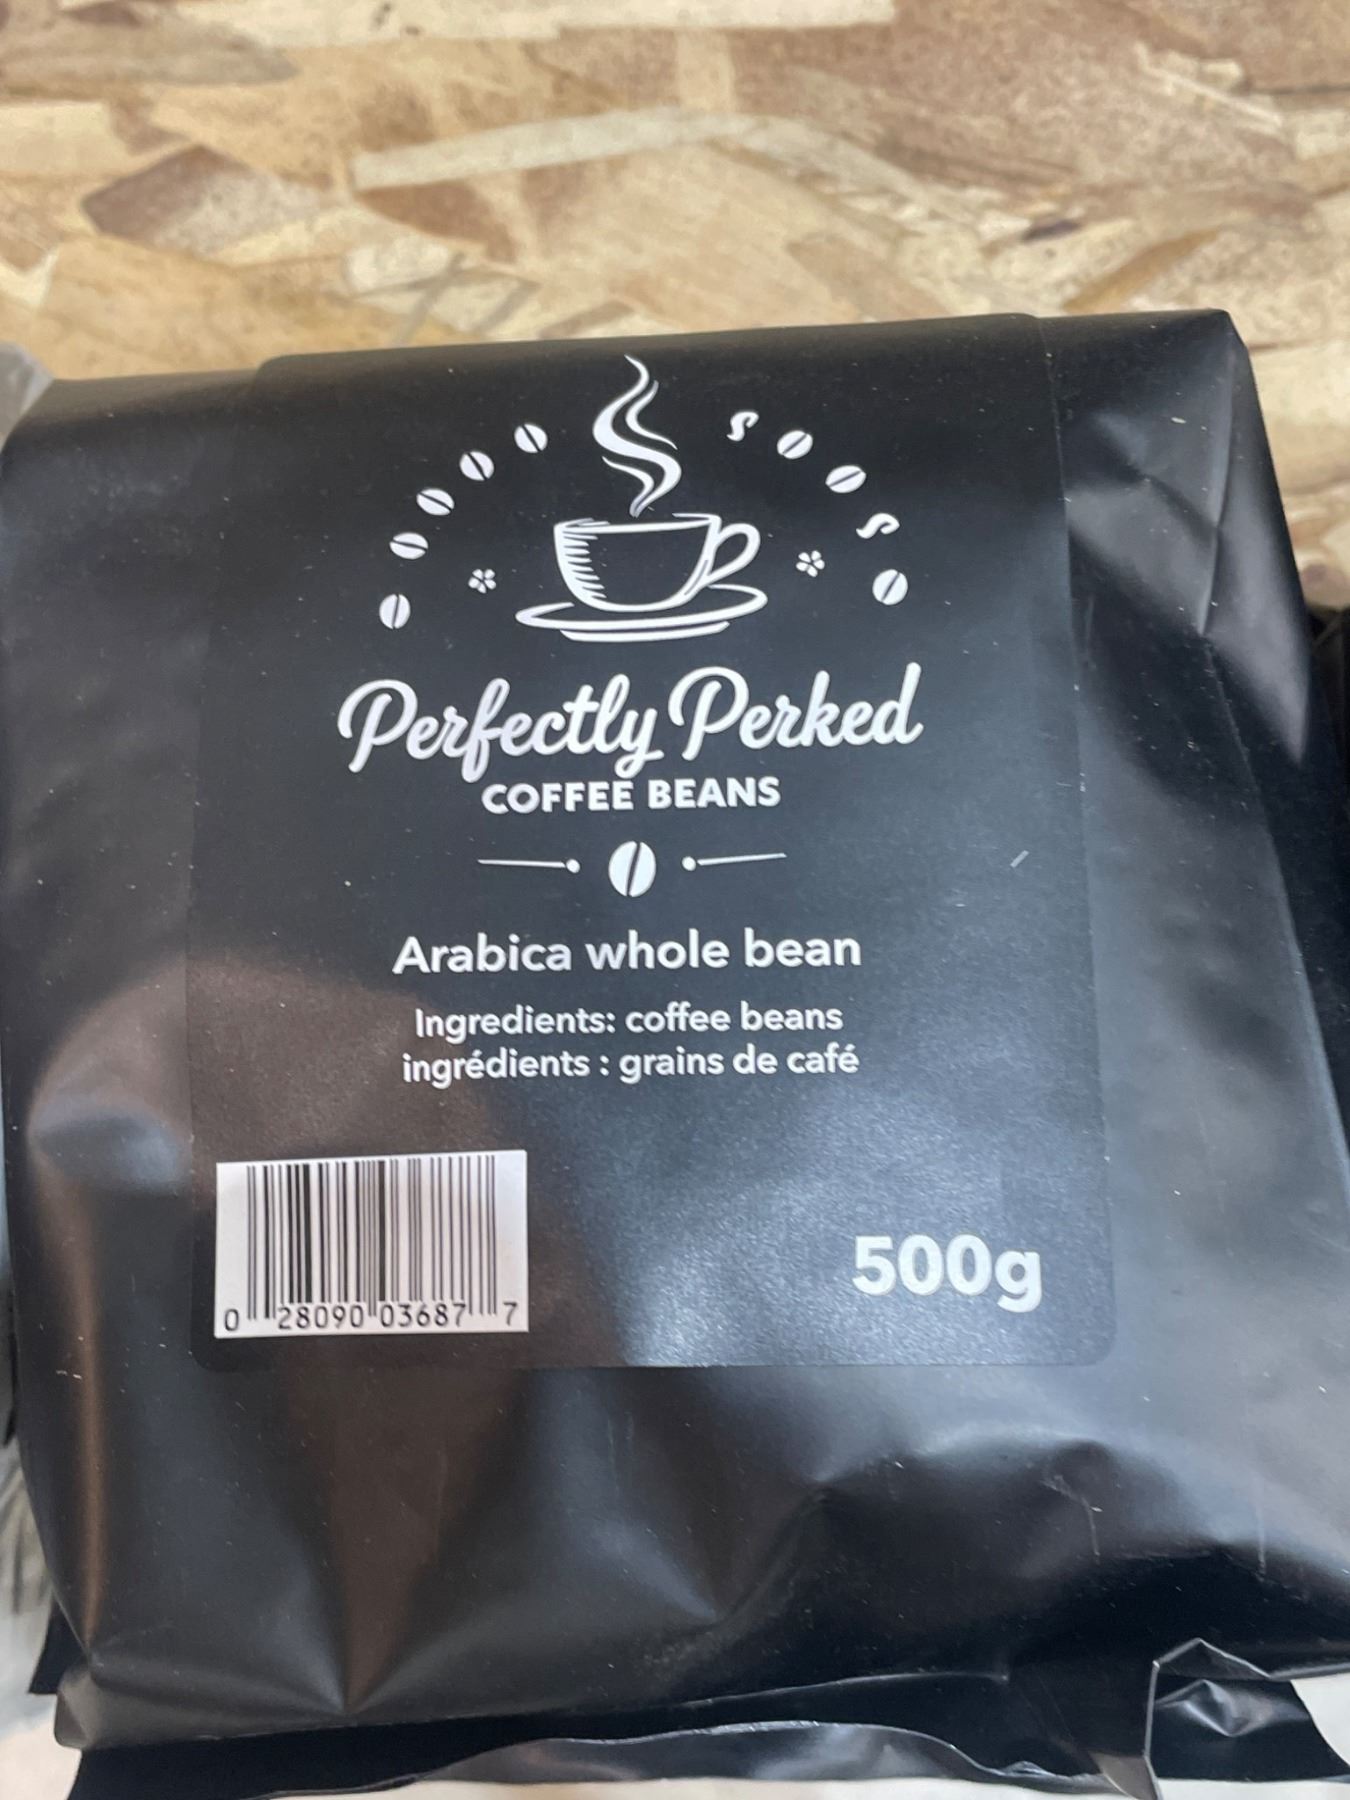 Perfectly Perked
COFFEE BEANS
Arabica whole bean
Ingredients: coffee beans
ingrédients : grains de café
500g
0 28090 03687 7